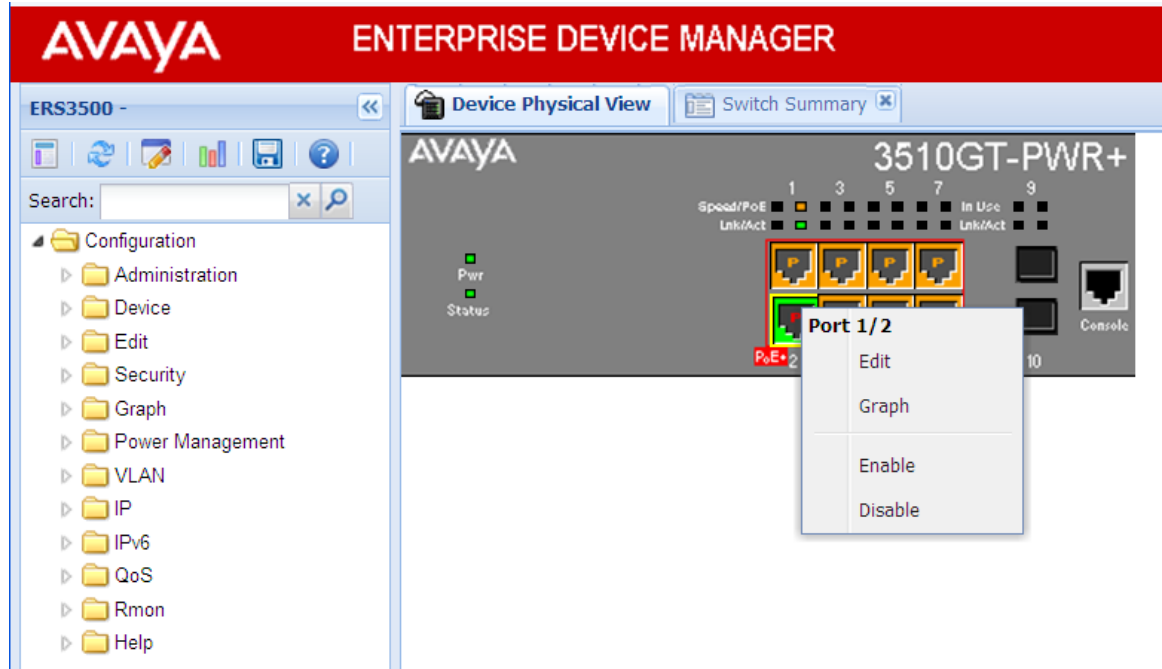 AVAYA ENTERPRISE DEVICE MANAGER
ERS3500 -
Device Physical View
Switch Summary
Search:
Configuration
Administration
Device
Edit
Security
Graph
Power Management
VLAN
IP
IPv6
QoS
Rmon
Help
AVAYA 3510GT-PWR+
1 3 5 7 9
Speed/PoE In Use
Lnk/Act Lnk/Act
Pwr
Status
P P P P
P
Console
PoE+ 2 10
Port 1/2
Edit
Graph
Enable
Disable